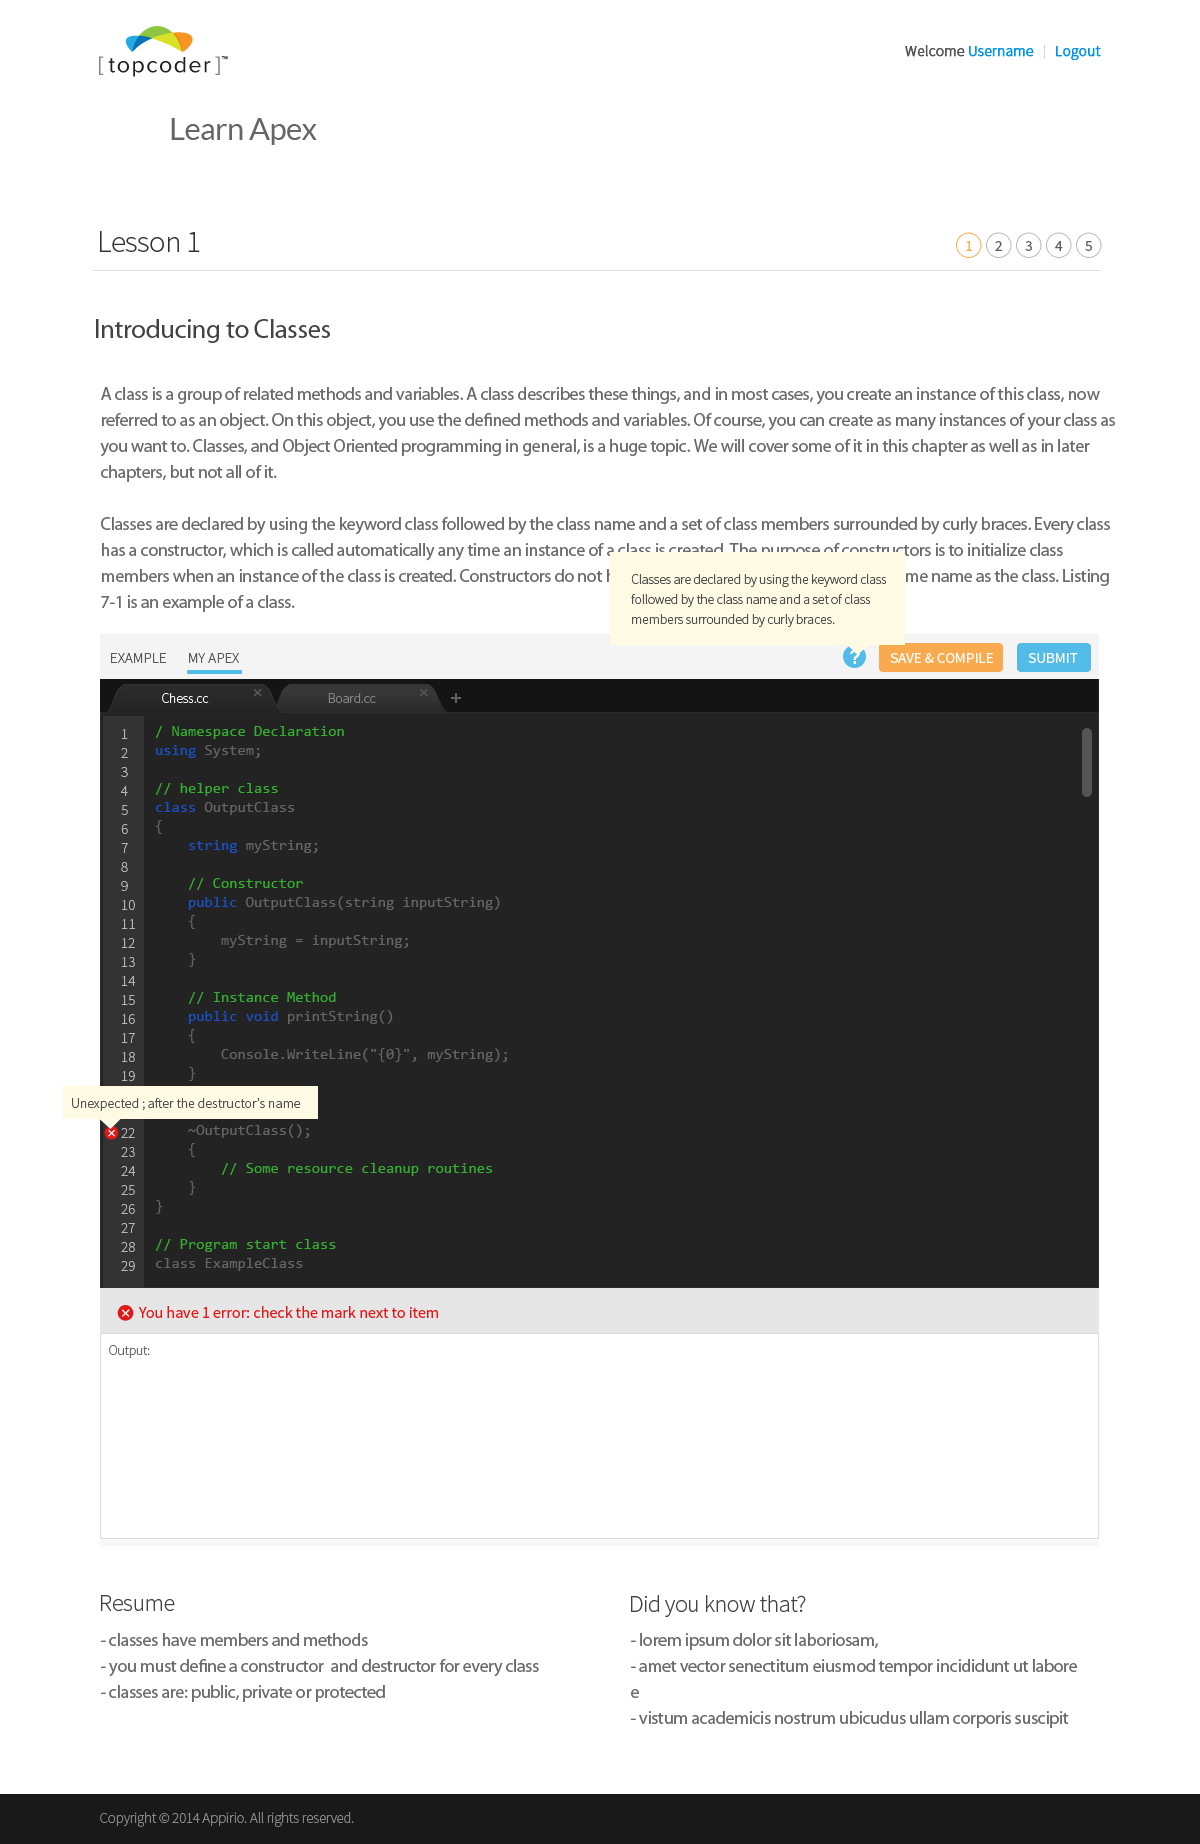 [topcoder]™
Welcome Username | Logout
Learn Apex
Lesson 1
1 2 3 4 5
Introducing to Classes
A class is a group of related methods and variables. A class describes these things, and in most cases, you create an instance of this class, now
referred to as an object. On this object, you use the defined methods and variables. Of course, you can create as many instances of your class as
you want to. Classes, and Object Oriented programming in general, is a huge topic. We will cover some of it in this chapter as well as in later
chapters, but not all of it.
Classes are declared by using the keyword class followed by the class name and a set of class members surrounded by curly braces. Every class
has a constructor, which is called automatically any time an instance of a class is created. The purpose of constructors is to initialize class
members when an instance of the class is created. Constructors do not name as the class. Listing
7-1 is an example of a class.
Classes are declared by using the keyword class
followed by the class name and a set of class
members surrounded by curly braces.
EXAMPLE MY APEX ? SAVE & COMPILE SUBMIT
Chess.cc × Board.cc × +
1 / Namespace Declaration
2 using System;
3
4 // helper class
5 class OutputClass
6 {
7 string myString;
8
9 // Constructor
10 public OutputClass(string inputString)
11 {
12 myString = inputString;
13 }
14
15 // Instance Method
16 public void printString()
17 {
18 Console.WriteLine("{0}", myString);
19 }
Unexpected ; after the destructor's name
22 ~OutputClass();
23 {
24 // Some resource cleanup routines
25 }
26 }
27
28 // Program start class
29 class ExampleClass
You have 1 error: check the mark next to item
Output:
Resume
- classes have members and methods
- you must define a constructor and destructor for every class
- classes are: public, private or protected
Did you know that?
- lorem ipsum dolor sit laboriosam,
- amet vector senectitum eiusmod tempor incididunt ut labore
e
- vistum academicis nostrum ubicudus ullam corporis suscipit
Copyright © 2014 Appirio. All rights reserved.